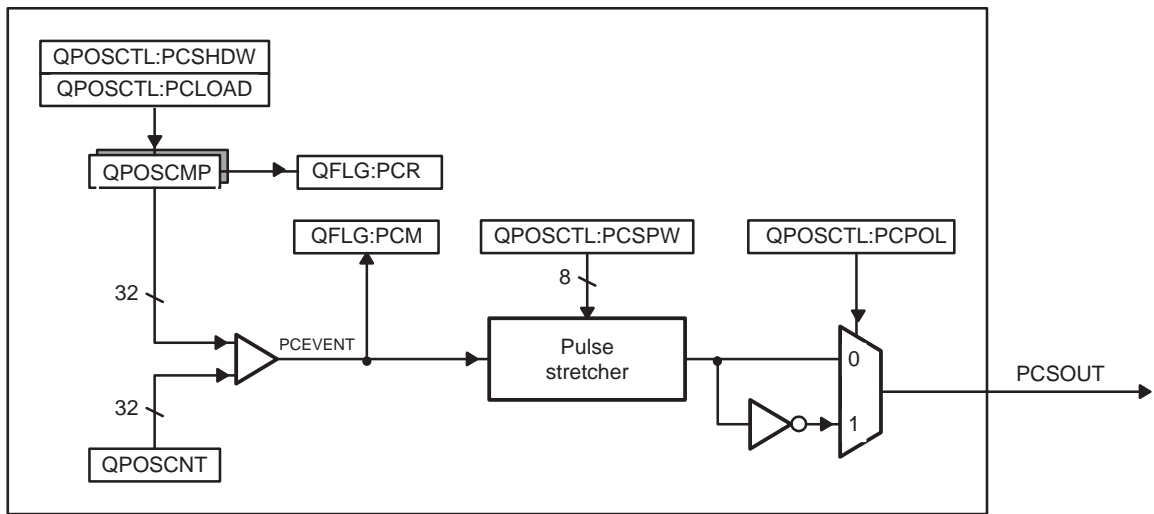 QPOSCTL:PCSHDW
QPOSCTL:PCLOAD
QPOSCMP
QFLG:PCR
QFLG:PCM
QPOSCTL:PCSPW
QPOSCTL:PCPOL
32
8
PCEVENT
Pulse
stretcher
0
PCSOUT
32
1
QPOSCNT